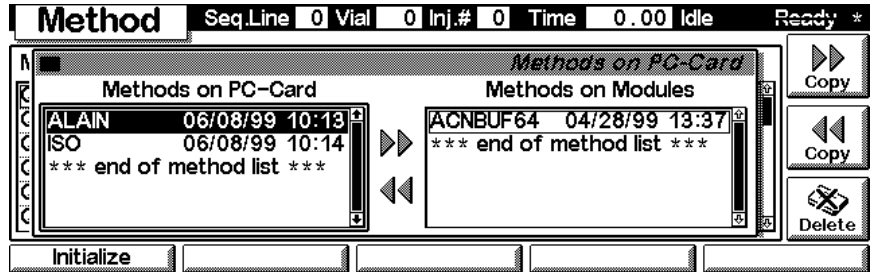 Method Seq.Line 0 Vial 0 Inj.# 0 Time 0.00 Idle Ready *
Methods on PC-Card
Methods on PC-Card Methods on Modules
ALAIN 06/08/99 10:13
ISO 06/08/99 10:14
*** end of method list ***
ACNBUF64 04/28/99 13:37
*** end of method list ***
Copy
Copy
Delete
Initialize